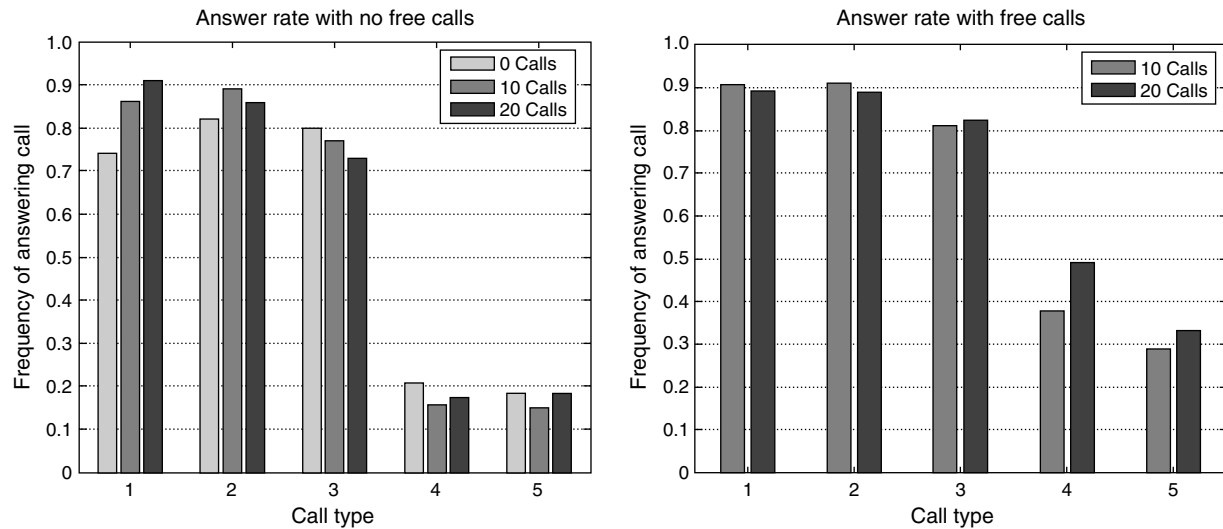 Answer rate with no free calls
1.0
0.9
0.8
0.7
0.6
0.5
0.4
0.3
0.2
0.1
0
Frequency of answering call
0 Calls
10 Calls
20 Calls
1 2 3 4 5
Call type
Answer rate with free calls
1.0
0.9
0.8
0.7
0.6
0.5
0.4
0.3
0.2
0.1
0
Frequency of answering call
10 Calls
20 Calls
1 2 3 4 5
Call type